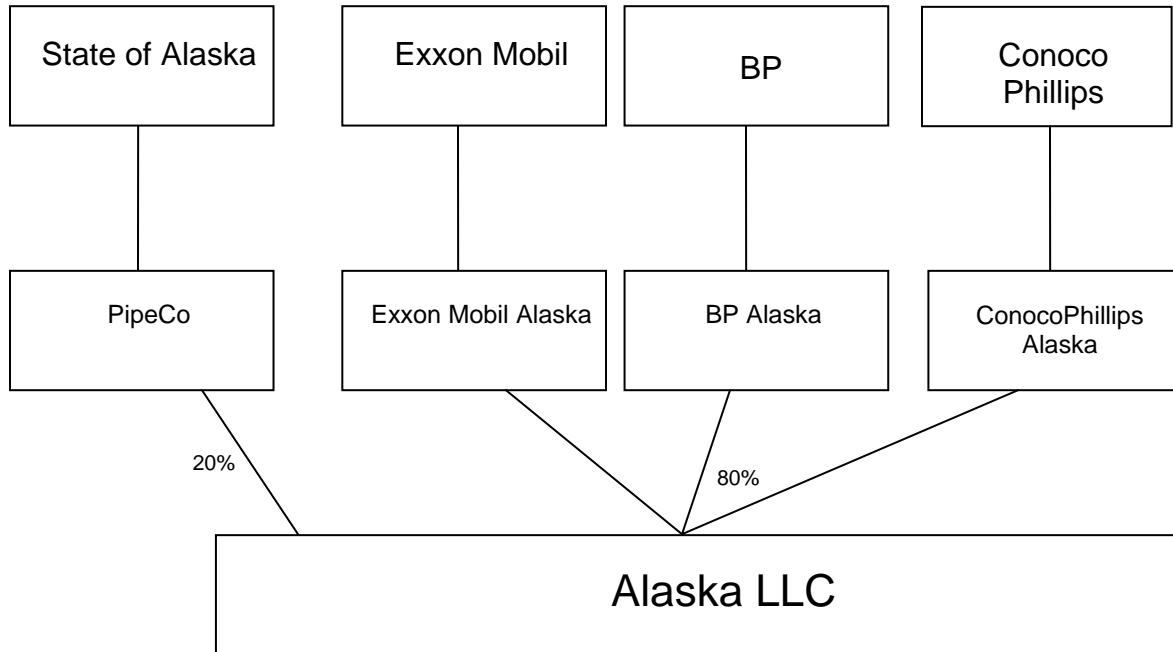 State of Alaska
Exxon Mobil
BP
Conoco
Phillips
PipeCo
Exxon Mobil Alaska
BP Alaska
ConocoPhillips
Alaska
20%
80%
Alaska LLC